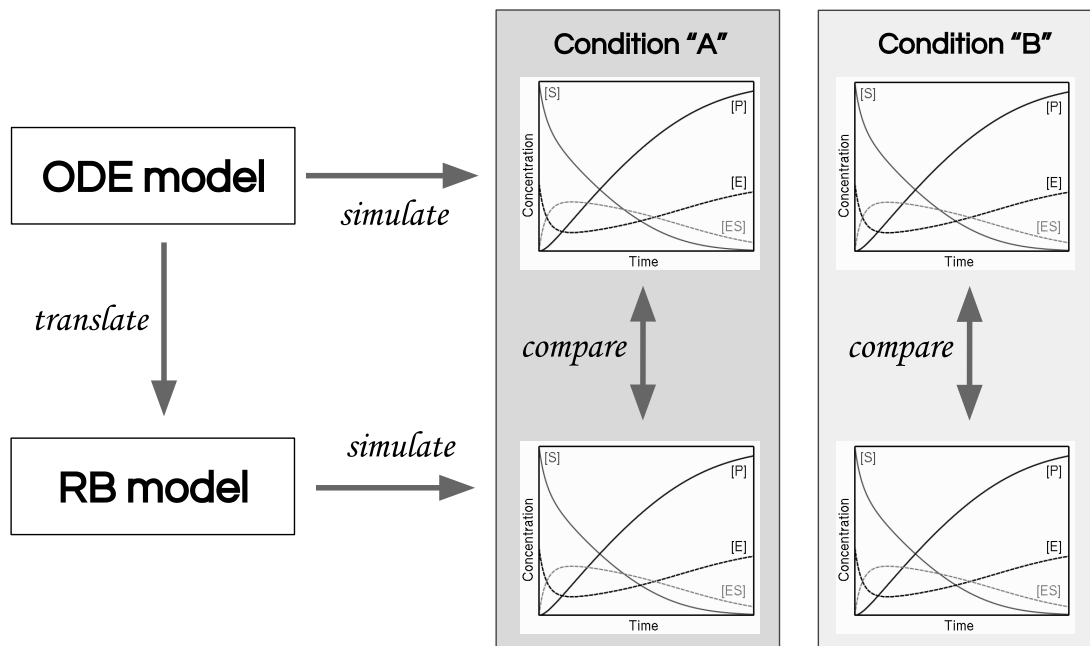 Condition “A”
Condition “B”
[S]
[P]
[E]
[ES]
Concentration
Time
[S]
[P]
[E]
[ES]
Concentration
Time
ODE model
simulate
translate
compare
compare
RB model
simulate
[S]
[P]
[E]
[ES]
Concentration
Time
[S]
[P]
[E]
[ES]
Concentration
Time